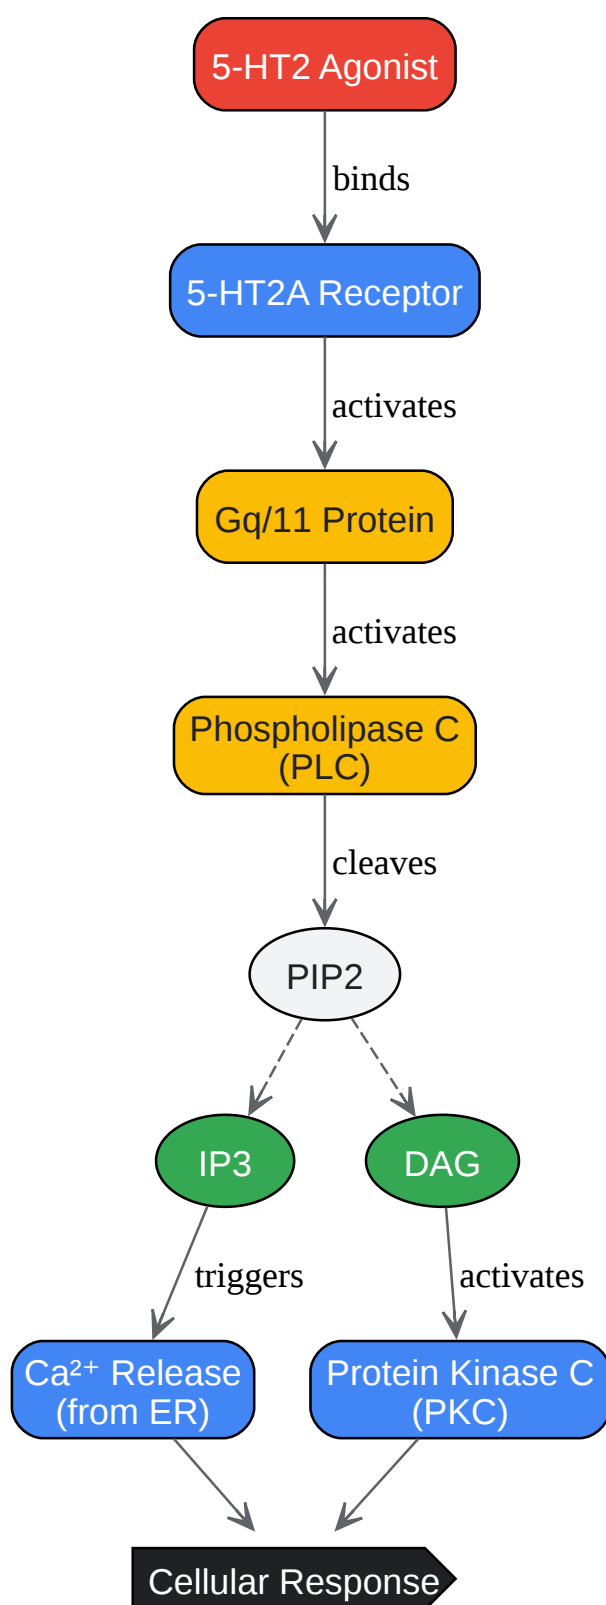 5-HT2 Agonist
binds
5-HT2A Receptor
activates
Gq/11 Protein
activates
Phospholipase C
(PLC)
cleaves
PIP2
IP3
DAG
triggers
activates
Ca²⁺ Release
(from ER)
Protein Kinase C
(PKC)
Cellular Response